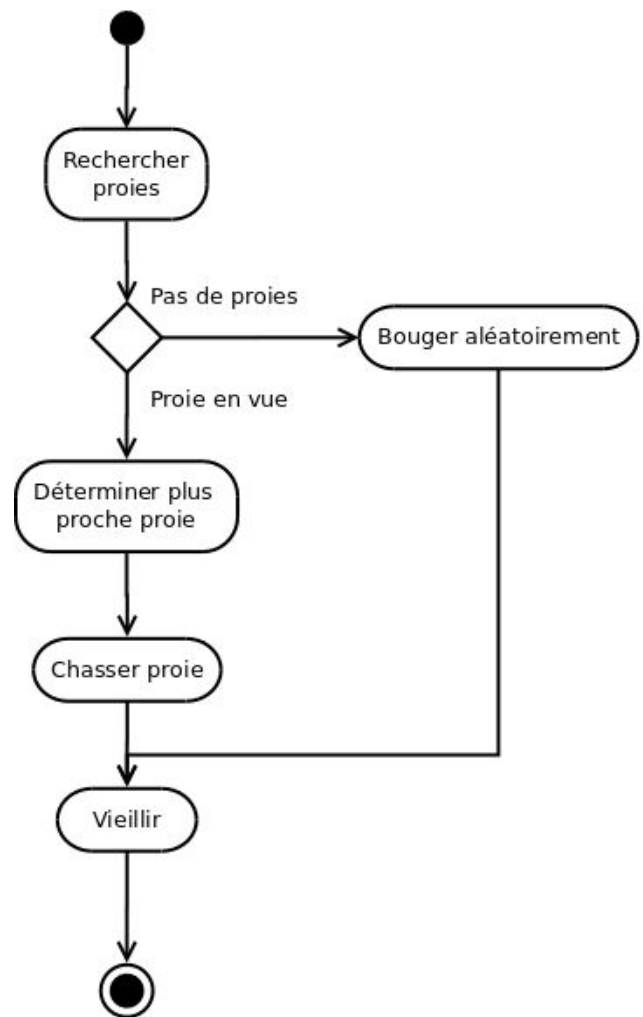 Rechercher
proies
Pas de proies
Bouger aléatoirement
Proie en vue
Déterminer plus
proche proie
Chasser proie
Vieillir